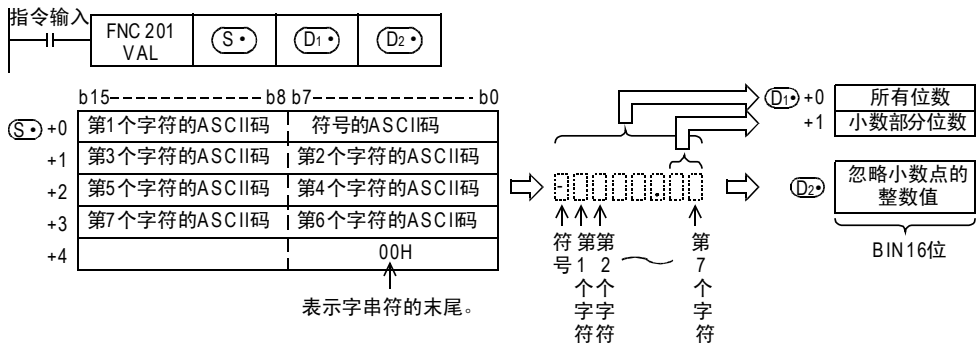 指令输入
FNC 201
VAL
S•
D1•
D2•
b15 b8 b7 b0
S• +0 第1个字符的ASCII码 符号的ASCII码
+1 第3个字符的ASCII码 第2个字符的ASCII码
+2 第5个字符的ASCII码 第4个字符的ASCII码
+3 第7个字符的ASCII码 第6个字符的ASCII码
+4 00H
表示字串符的末尾。
- .
符号
第1个字符
第2个字符
第7个字符
D1• +0 所有位数
+1 小数部分位数
D2• 忽略小数点的
整数值
BIN16位